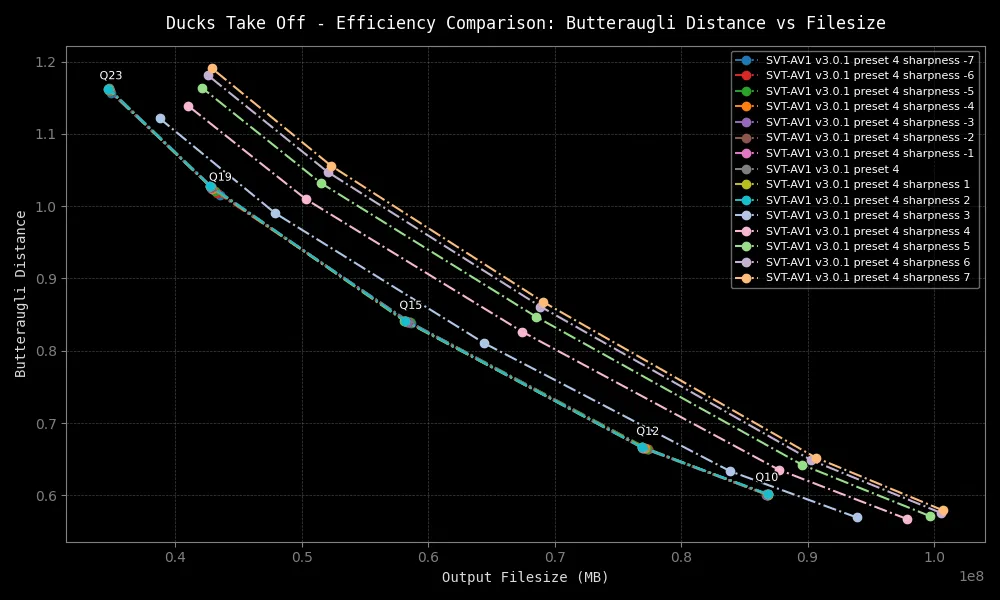 Ducks Take Off - Efficiency Comparison: Butteraugli Distance vs Filesize
SVT-AV1 v3.0.1 preset 4 sharpness -7
SVT-AV1 v3.0.1 preset 4 sharpness -6
SVT-AV1 v3.0.1 preset 4 sharpness -5
SVT-AV1 v3.0.1 preset 4 sharpness -4
SVT-AV1 v3.0.1 preset 4 sharpness -3
SVT-AV1 v3.0.1 preset 4 sharpness -2
SVT-AV1 v3.0.1 preset 4 sharpness -1
SVT-AV1 v3.0.1 preset 4
SVT-AV1 v3.0.1 preset 4 sharpness 1
SVT-AV1 v3.0.1 preset 4 sharpness 2
SVT-AV1 v3.0.1 preset 4 sharpness 3
SVT-AV1 v3.0.1 preset 4 sharpness 4
SVT-AV1 v3.0.1 preset 4 sharpness 5
SVT-AV1 v3.0.1 preset 4 sharpness 6
SVT-AV1 v3.0.1 preset 4 sharpness 7
Q23
Q19
Q15
Q12
Q10
Butteraugli Distance
1.2
1.1
1.0
0.9
0.8
0.7
0.6
0.4 0.5 0.6 0.7 0.8 0.9 1.0
1e8
Output Filesize (MB)